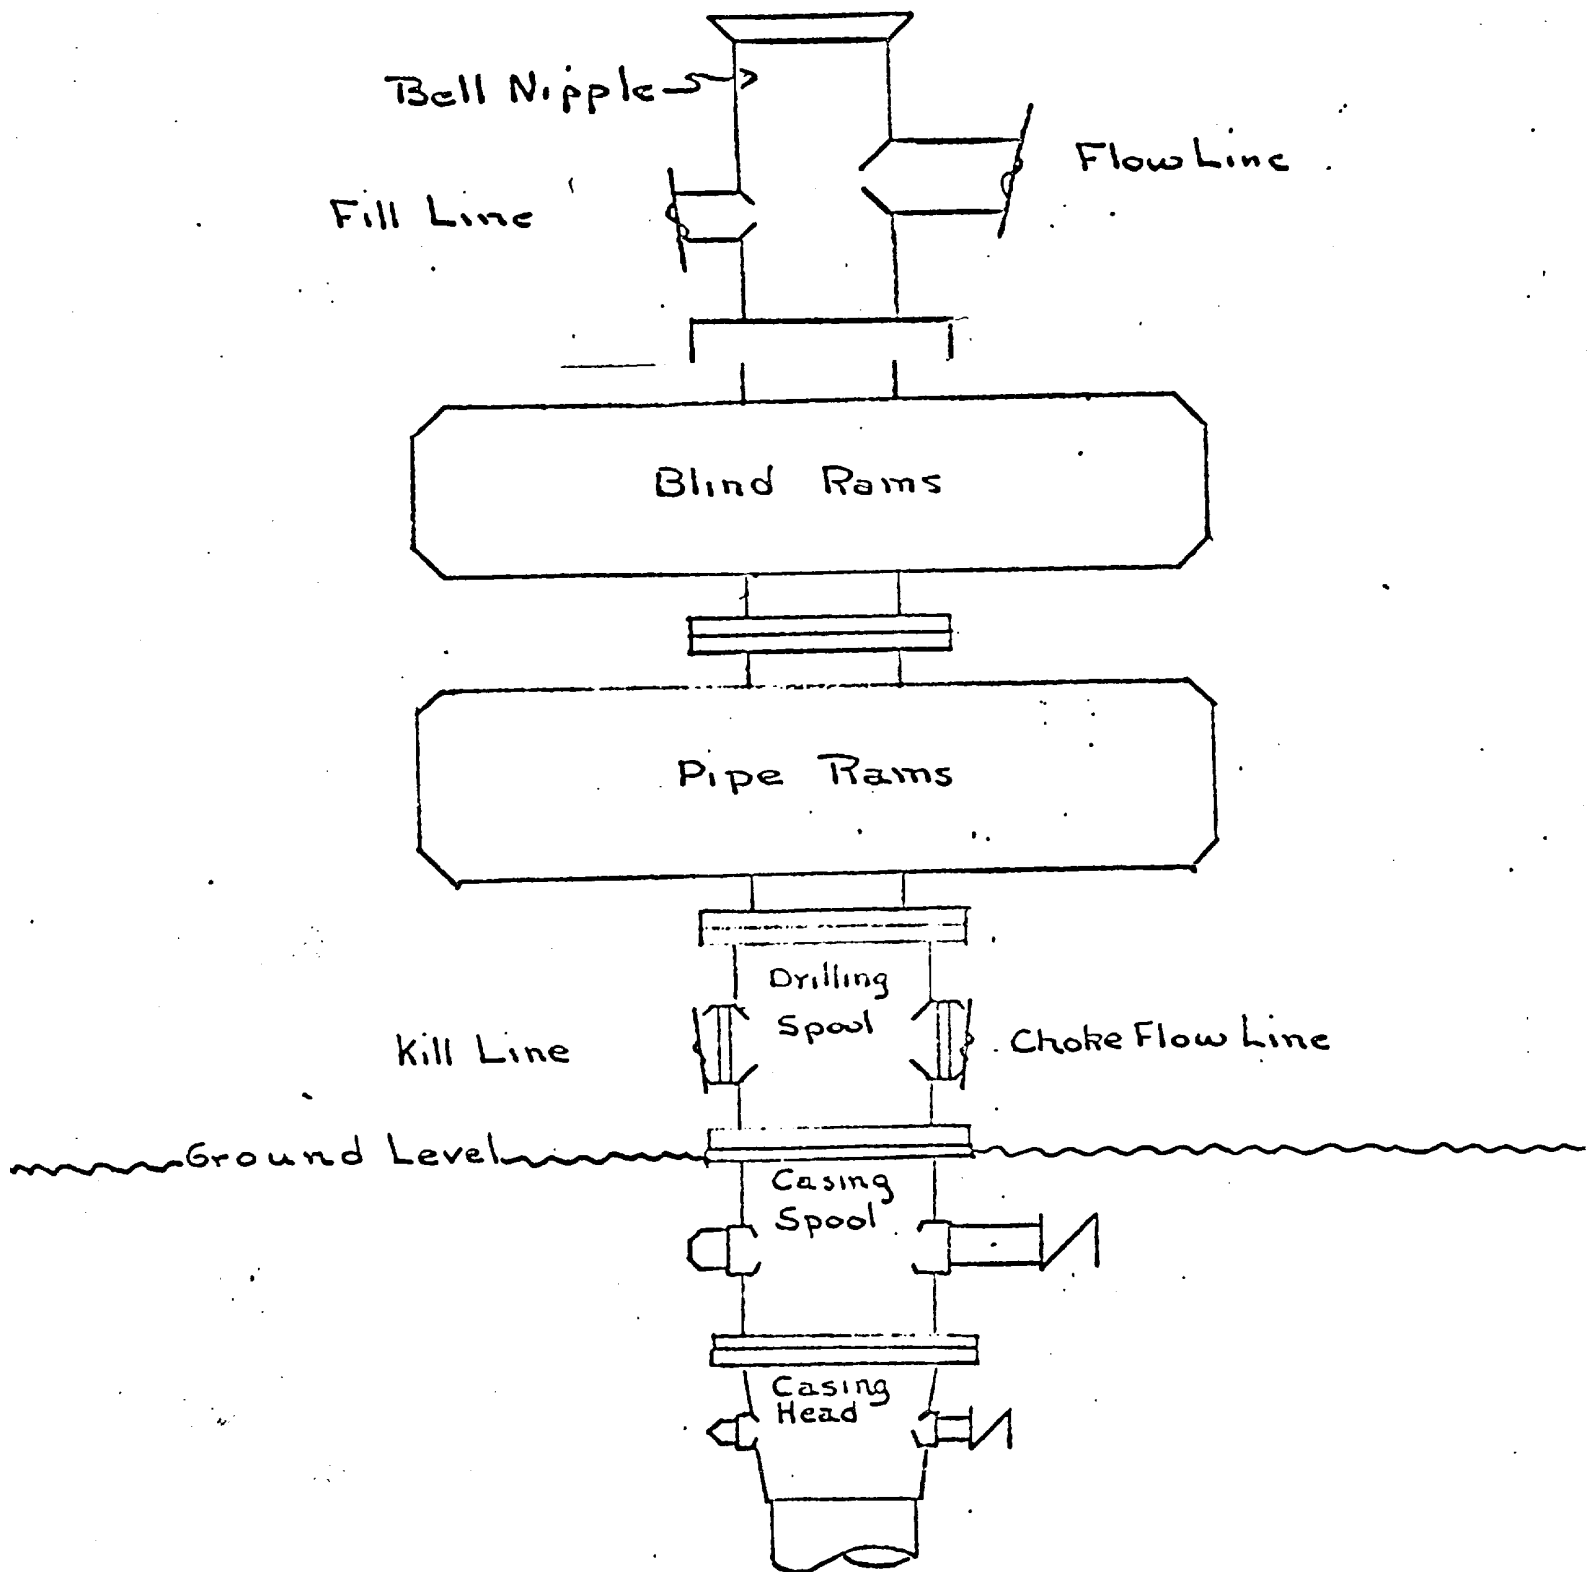 Bell Nipple
Flow Line
Fill Line
Blind Rams
Pipe Rams
Drilling
Spool
Kill Line
Choke Flow Line
Ground Level
Casing
Spool
Casing
Head